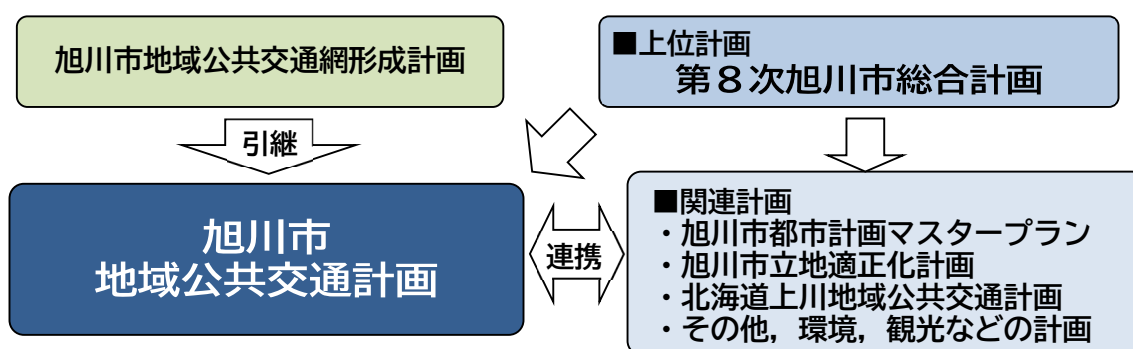 旭川市地域公共交通網形成計画
■上位計画
第８次旭川市総合計画
引継
旭川市
地域公共交通計画
連携
■関連計画
・旭川市都市計画マスタープラン
・旭川市立地適正化計画
・北海道上川地域公共交通計画
・その他，環境，観光などの計画